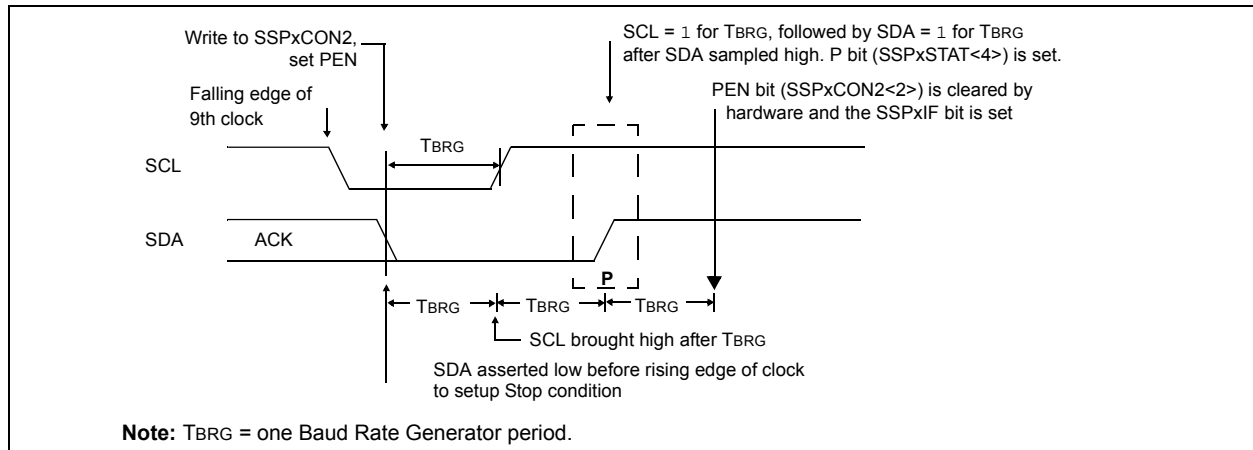 Write to SSPxCON2,
set PEN
SCL = 1 for TBRG, followed by SDA = 1 for TBRG
after SDA sampled high. P bit (SSPxSTAT<4>) is set.
Falling edge of
9th clock
PEN bit (SSPxCON2<2>) is cleared by
hardware and the SSPxIF bit is set
TBRG
SCL
SDA
ACK
P
TBRG
TBRG
TBRG
SCL brought high after TBRG
SDA asserted low before rising edge of clock
to setup Stop condition
Note: TBRG = one Baud Rate Generator period.